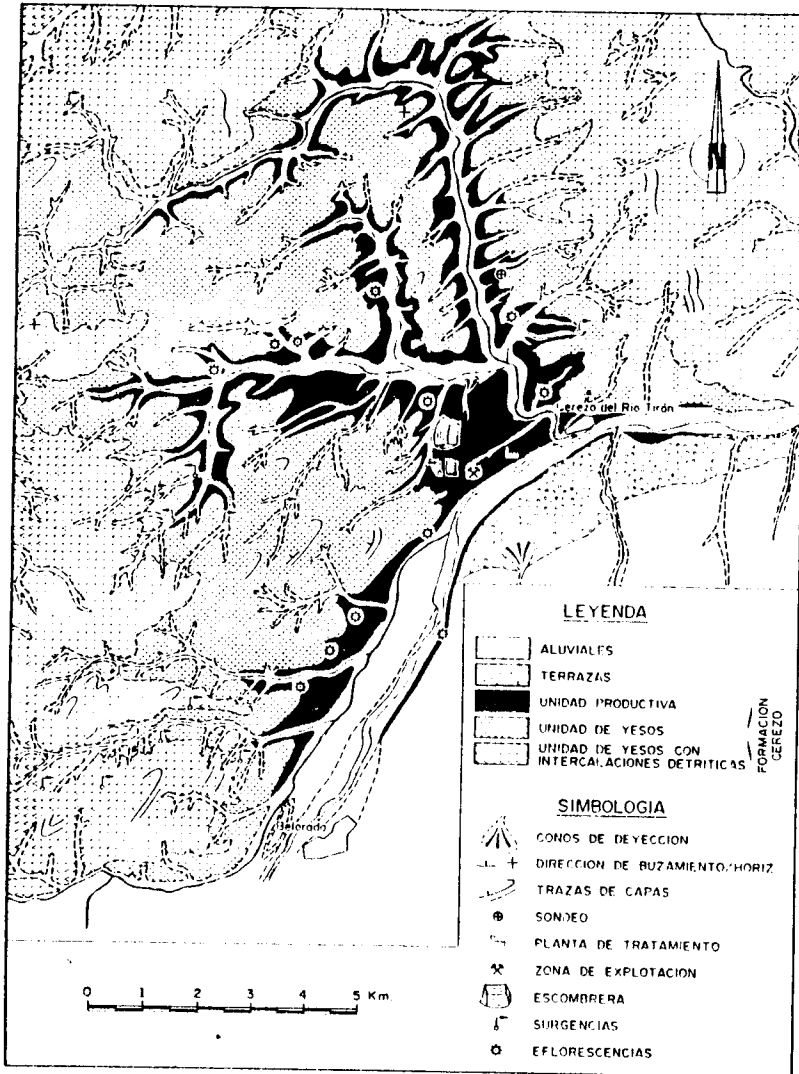 N
Cerezo del Rio Tirón
Belorado
LEYENDA
ALUVIALES
TERRAZAS
UNIDAD PRODUCTIVA
UNIDAD DE YESOS
UNIDAD DE YESOS CON
INTERCALACIONES DETRITICAS
FORMACION
CEREZO
SIMBOLOGIA
CONOS DE DEYECCION
DIRECCION DE BUZAMIENTO/HORIZ
TRAZAS DE CAPAS
SONDEO
PLANTA DE TRATAMIENTO
ZONA DE EXPLOTACION
ESCOMBRERA
SURGENCIAS
EFLORESCENCIAS
0 1 2 3 4 5 Km.